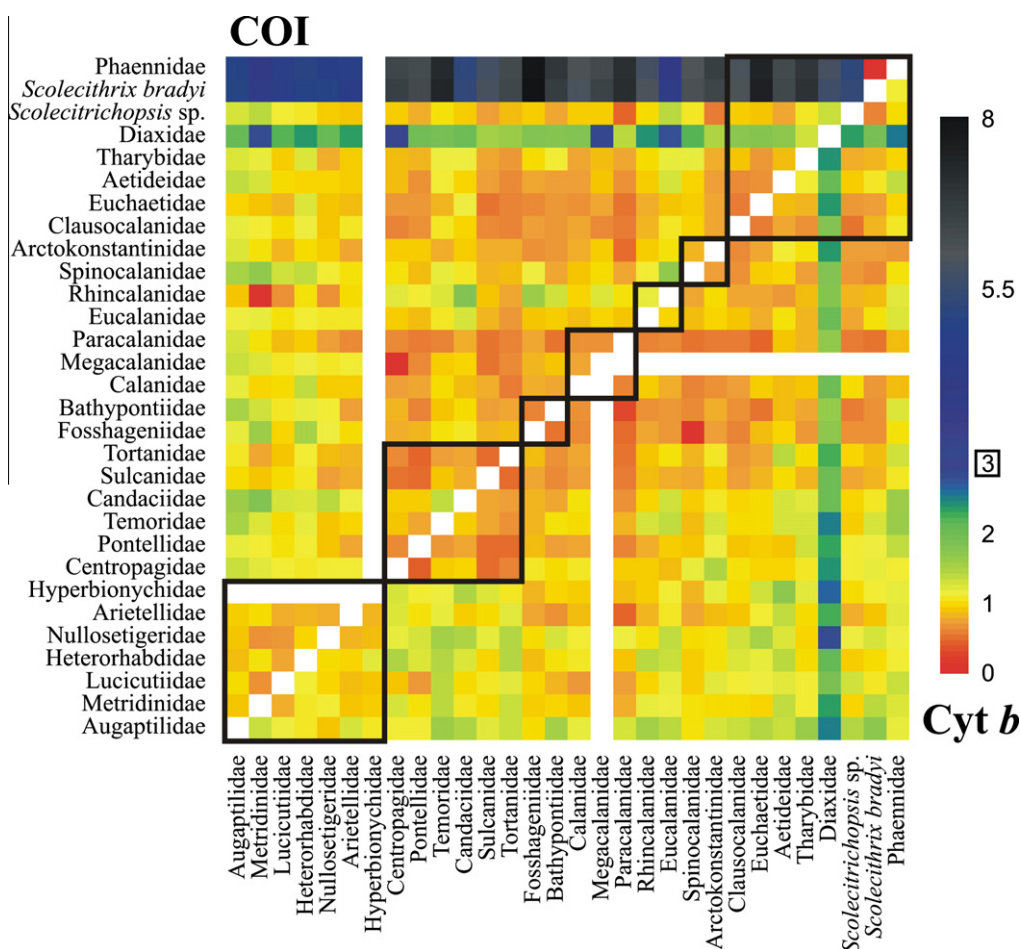 COI
Phaennidae
Scolecithrix bradyi
Scolecitrichopsis sp.
Diaxidae
Tharybidae
Aetideidae
Euchaetidae
Clausocalanidae
Arctokonstantinidae
Spinocalanidae
Rhincalanidae
Eucalanidae
Paracalanidae
Megacalanidae
Calanidae
Bathypontiidae
Fosshageniidae
Tortanidae
Sulcanidae
Candaciidae
Temoridae
Pontellidae
Centropagidae
Hyperbionychidae
Arietellidae
Nullosetigeridae
Heterorhabdidae
Lucicutiidae
Metridinidae
Augaptilidae
8
5.5
3
2
1
0
Cyt b
Augaptilidae
Metridinidae
Lucicutiidae
Heterorhabdidae
Nullosetigeridae
Arietellidae
Hyperbionychidae
Centropagidae
Pontellidae
Temoridae
Candaciidae
Sulcanidae
Tortanidae
Fosshageniidae
Bathypontiidae
Calanidae
Megacalanidae
Paracalanidae
Rhincalanidae
Eucalanidae
Spinocalanidae
Arctokonstantinidae
Clausocalanidae
Euchaetidae
Aetideidae
Tharybidae
Diaxidae
Scolecitrichopsis sp.
Scolecithrix bradyi
Phaennidae